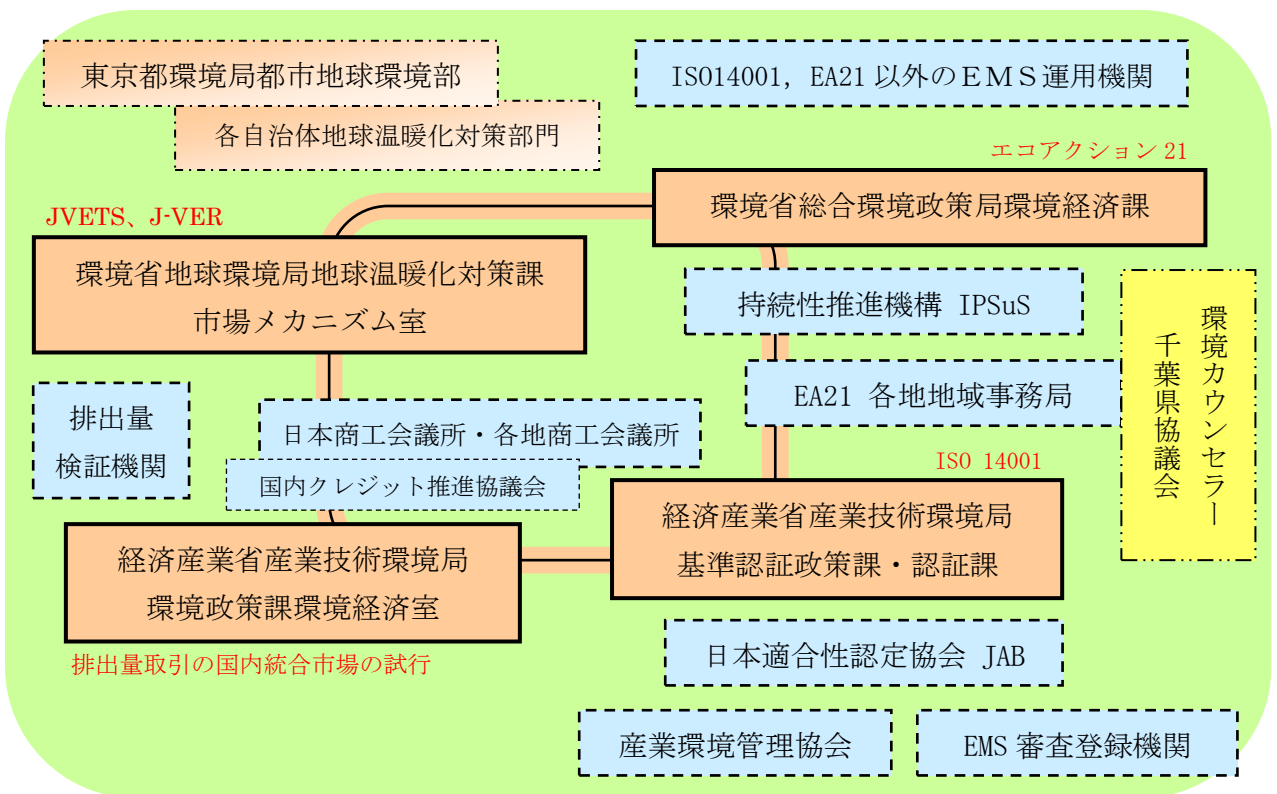 東京都環境局都市地球環境部
各自治体地球温暖化対策部門
ISO14001, EA21 以外のＥＭＳ運用機関
エコアクション 21
環境省総合環境政策局環境経済課
JVETS、J-VER
環境省地球環境局地球温暖化対策課
市場メカニズム室
持続性推進機構 IPSuS
EA21 各地地域事務局
環境カウンセラー
千葉県協議会
排出量
検証機関
日本商工会議所・各地商工会議所
国内クレジット推進協議会
ISO 14001
経済産業省産業技術環境局
基準認証政策課・認証課
経済産業省産業技術環境局
環境政策課環境経済室
排出量取引の国内統合市場の試行
日本適合性認定協会 JAB
産業環境管理協会
EMS 審査登録機関